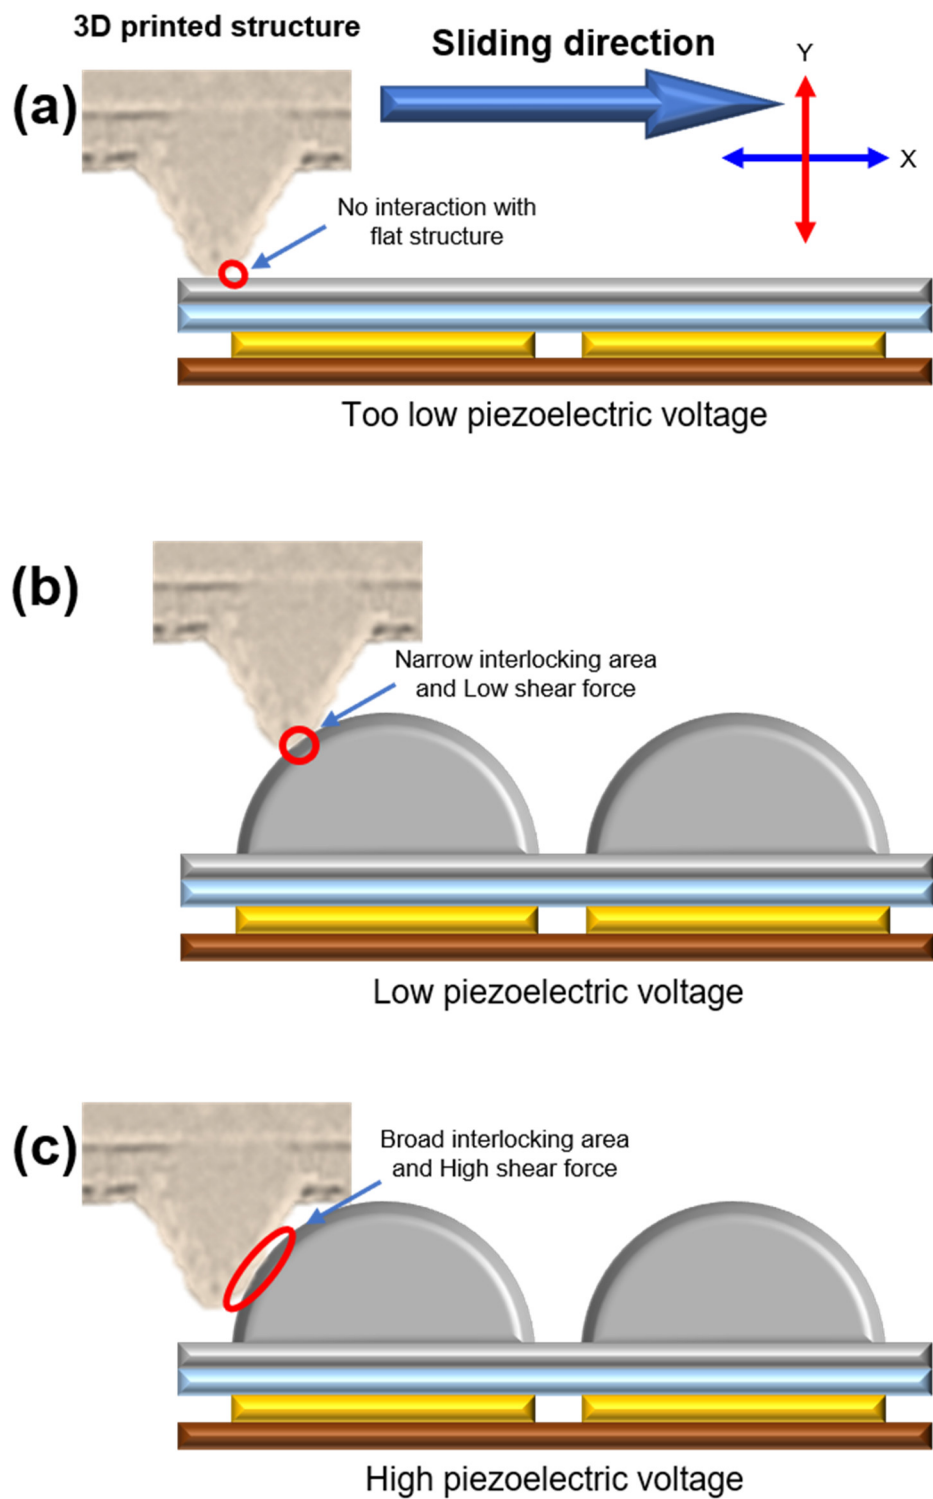 3D printed structure
Sliding direction
(a)
Y
X
No interaction with
flat structure
Too low piezoelectric voltage
(b)
Narrow interlocking area
and Low shear force
Low piezoelectric voltage
(c)
Broad interlocking area
and High shear force
High piezoelectric voltage